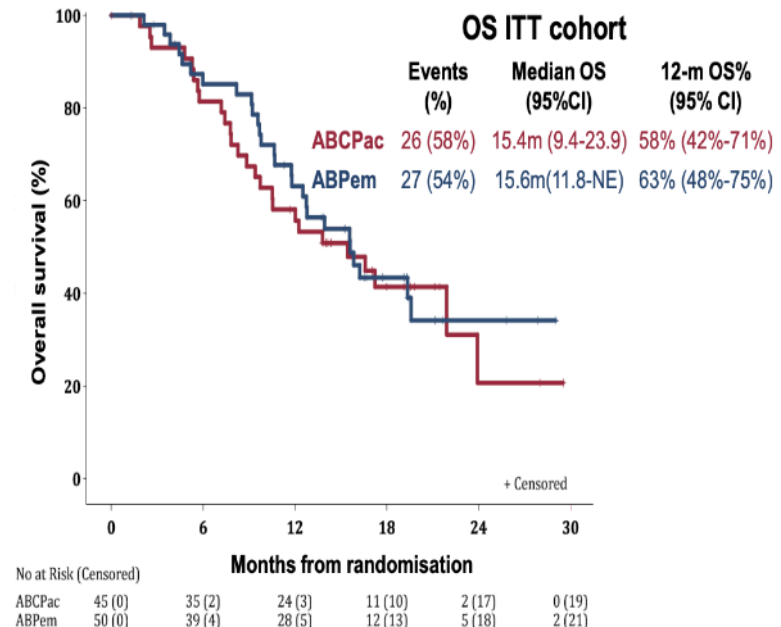 OS ITT cohort
Events (%) Median OS (95%CI) 12-m OS% (95% CI)
ABCPac 26 (58%) 15.4m (9.4-23.9) 58% (42%-71%)
ABPem 27 (54%) 15.6m(11.8-NE) 63% (48%-75%)
Overall survival (%)
100
80
60
40
20
0
+ Censored
0 6 12 18 24 30
Months from randomisation
No at Risk (Censored)
ABCPac 45 (0) 35 (2) 24 (3) 11 (10) 2 (17) 0 (19)
ABPem 50 (0) 39 (4) 28 (5) 12 (13) 5 (18) 2 (21)